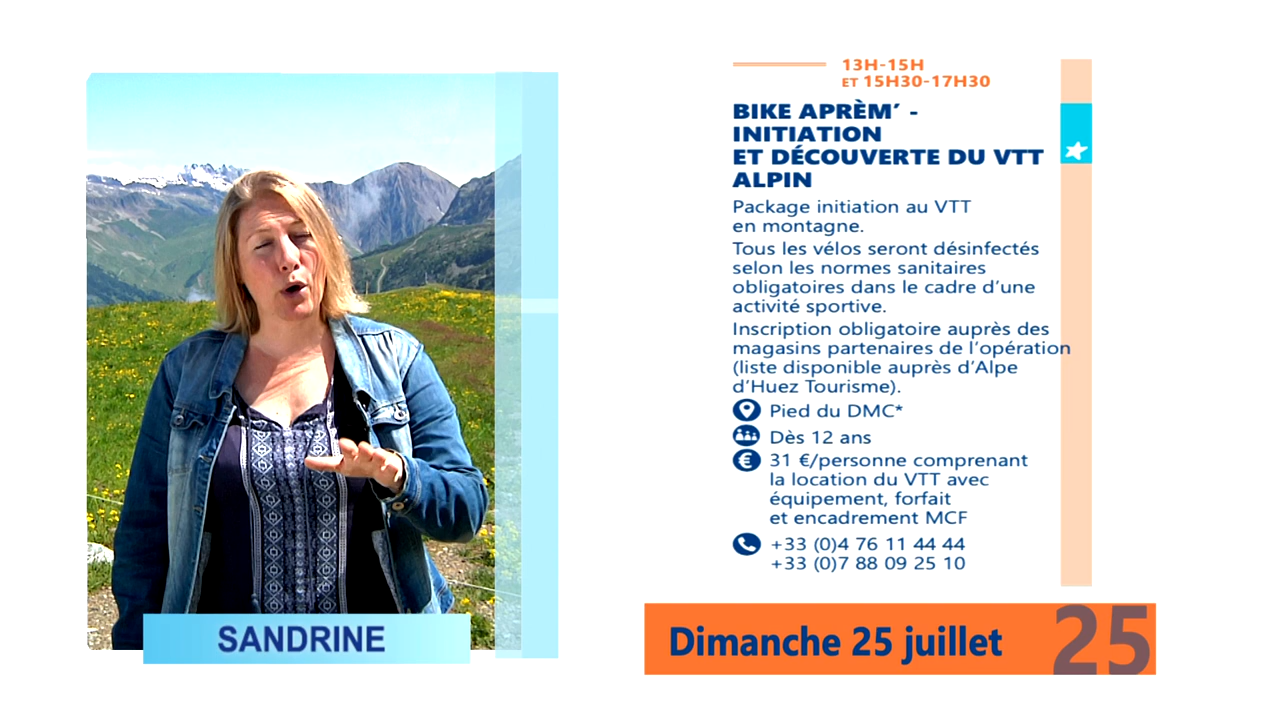 SANDRINE
13H-15H
ET 15H30-17H30
BIKE APRÈM’ -
INITIATION
ET DÉCOUVERTE DU VTT
ALPIN
Package initiation au VTT
en montagne.
Tous les vélos seront désinfectés
selon les normes sanitaires
obligatoires dans le cadre d’une
activité sportive.
Inscription obligatoire auprès des
magasins partenaires de l’opération
(liste disponible auprès d’Alpe
d’Huez Tourisme).
Pied du DMC*
Dès 12 ans
31 €/personne comprenant
la location du VTT avec
équipement, forfait
et encadrement MCF
+33 (0)4 76 11 44 44
+33 (0)7 88 09 25 10
Dimanche 25 juillet 25